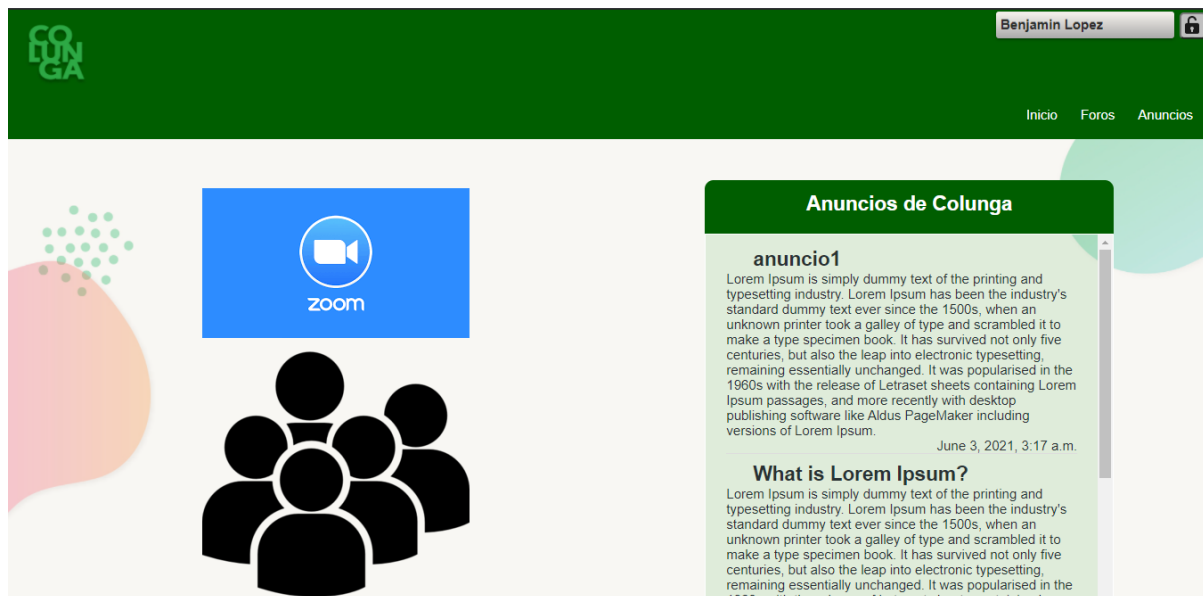 CO
LUN
GA
Benjamin Lopez
Inicio Foros Anuncios
zoom
Anuncios de Colunga
anuncio1
Lorem Ipsum is simply dummy text of the printing and
typesetting industry. Lorem Ipsum has been the industry's
standard dummy text ever since the 1500s, when an
unknown printer took a galley of type and scrambled it to
make a type specimen book. It has survived not only five
centuries, but also the leap into electronic typesetting,
remaining essentially unchanged. It was popularised in the
1960s with the release of Letraset sheets containing Lorem
Ipsum passages, and more recently with desktop
publishing software like Aldus PageMaker including
versions of Lorem Ipsum.
June 3, 2021, 3:17 a.m.
What is Lorem Ipsum?
Lorem Ipsum is simply dummy text of the printing and
typesetting industry. Lorem Ipsum has been the industry's
standard dummy text ever since the 1500s, when an
unknown printer took a galley of type and scrambled it to
make a type specimen book. It has survived not only five
centuries, but also the leap into electronic typesetting,
remaining essentially unchanged. It was popularised in the